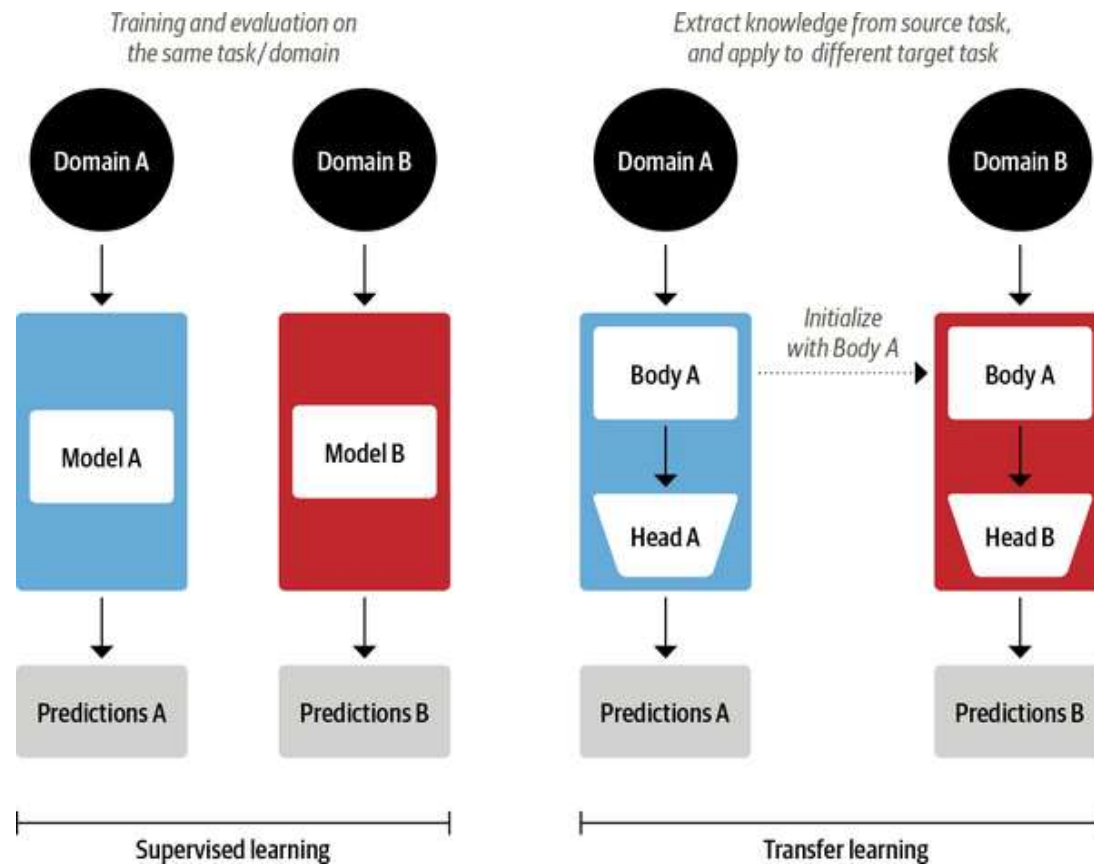 Training and evaluation on
the same task/domain
Extract knowledge from source task,
and apply to different target task
Domain A
Domain B
Domain A
Domain B
Initialize
with Body A
Body A
Body A
Model A
Model B
Head A
Head B
Predictions A
Predictions B
Predictions A
Predictions B
Supervised learning
Transfer learning